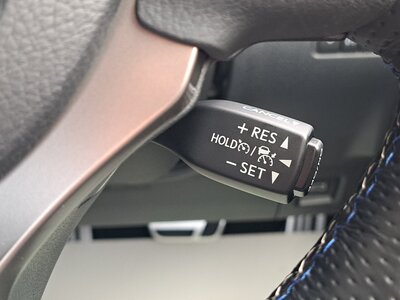 CANCEL
+ RES ▲
HOLD /
− SET ▼